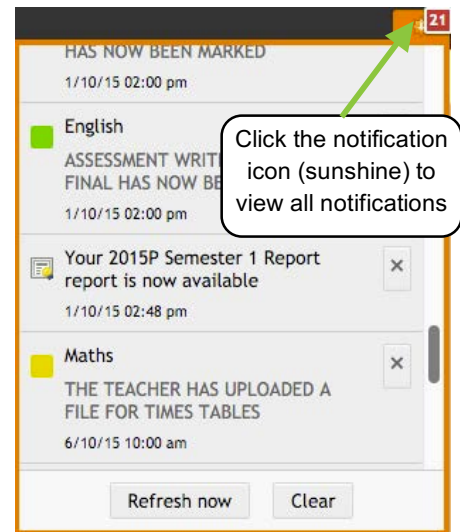 21
HAS NOW BEEN MARKED
1/10/15 02:00 pm
English
ASSESSMENT
FINAL HAS NOW
1/10/15 02:00 pm
Click the notification
icon (sunshine) to
view all notifications
Your 2015P Semester 1 Report
report is now available
1/10/15 02:48 pm
Maths
THE TEACHER HAS UPLOADED A
FILE FOR TIMES TABLES
6/10/15 10:00 am
Refresh now Clear